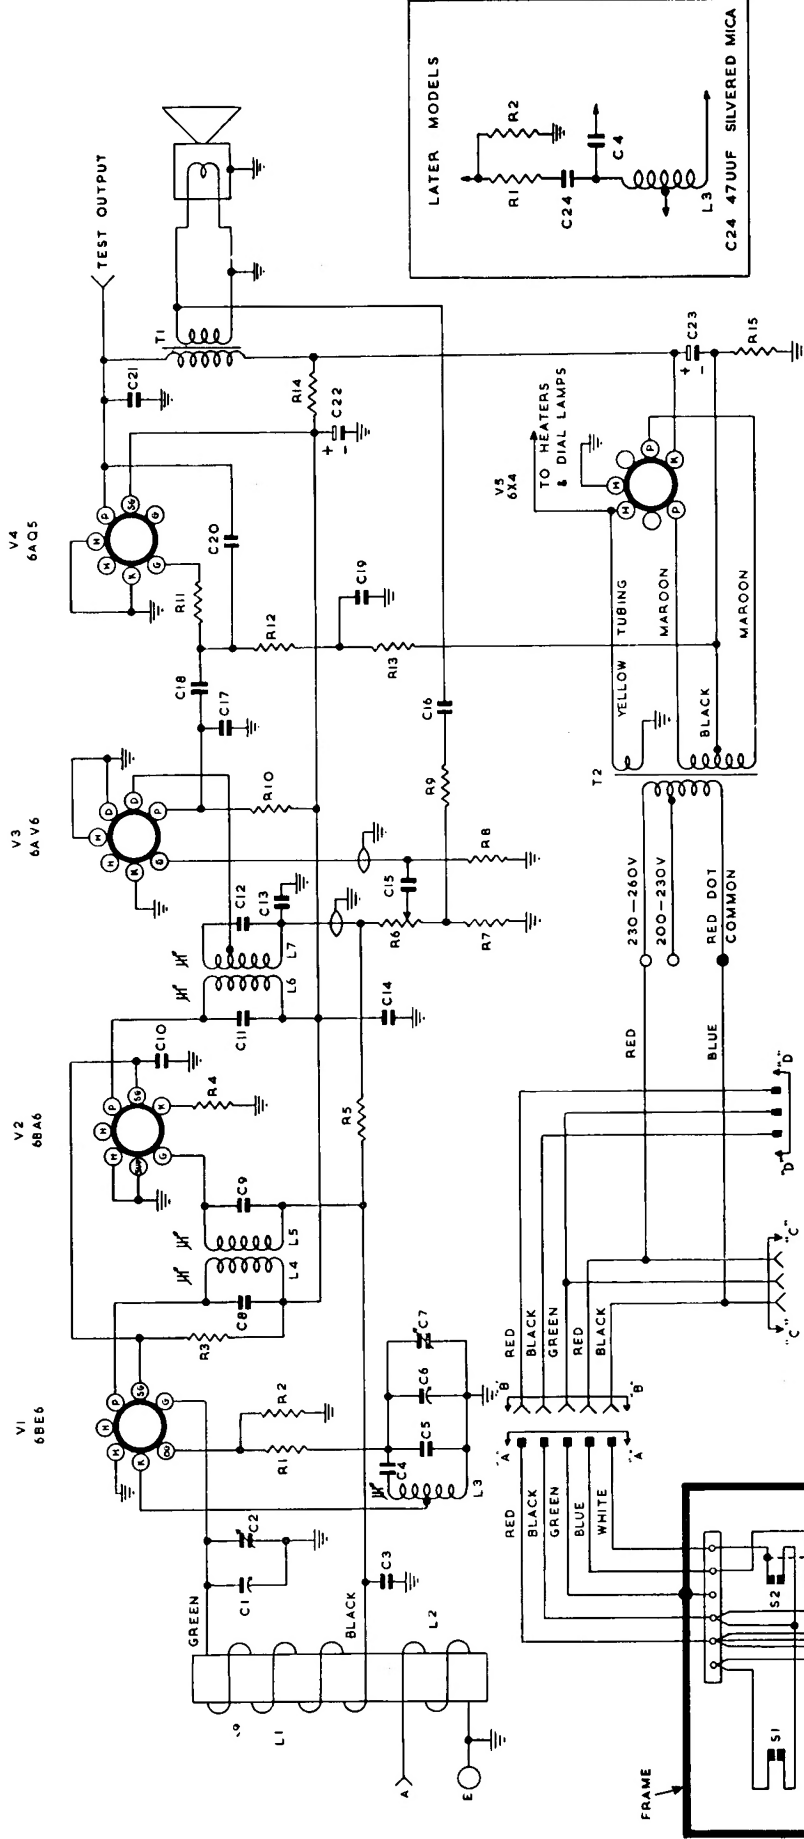 V1
6BE6
V2
6BA6
V3
6AV6
V4
6AQ5
TEST OUTPUT
P
H
SG
H
G
K
OG
P
H
SG
H
K
G
D
H
D
H
P
K
G
P
H
SG
H
G
K
G
GREEN
C1
C2
R1
R2
R3
C8
L4
L5
C9
R4
C10
C11
L6
L7
C12
C13
R10
C17
C18
R11
C20
R12
C19
R13
R14
C22
+
-
C21
T1
L1
BLACK
C3
L2
A
E
C4
C5
C6
C7
L3
R5
C14
R6
C15
R7
R8
R9
C16
LATER MODELS
R1
R2
C24
C4
L3
C24 47UUF SILVERED MICA
V5
6X4
TO HEATERS
& DIAL LAMPS
H
H
P
P
K
C23
+
-
R15
YELLOW TUBING
MAROON
BLACK
MAROON
T2
230—260V
200—230V
RED DOT
COMMON
RED
BLUE
RED
BLACK
GREEN
BLUE
WHITE
"A"
"A"
"B"
"B"
RED
BLACK
GREEN
RED
BLACK
"C"
"C"
"D"
"D"
FRAME
S1
S2